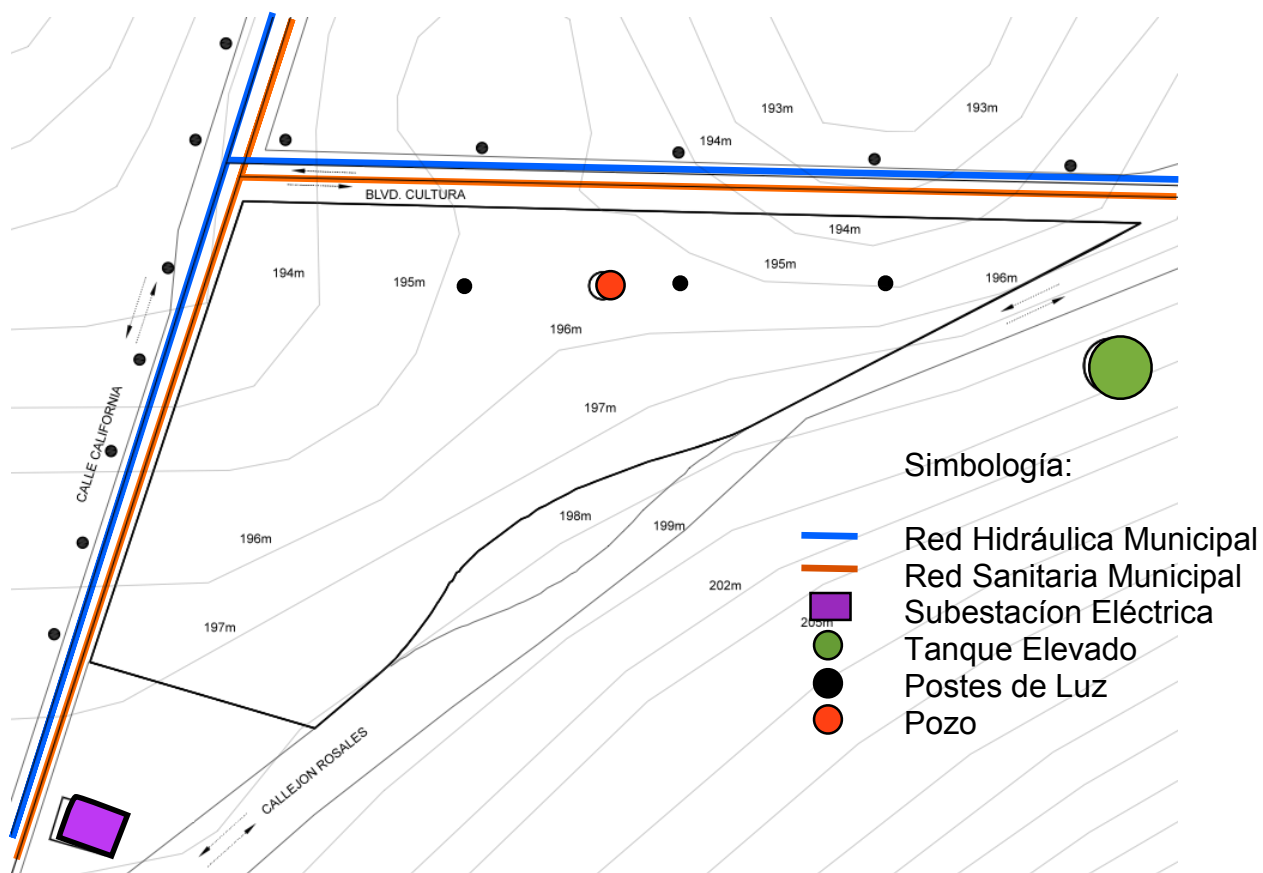 193m
193m
194m
BLVD. CULTURA
194m
194m
195m
195m
196m
196m
CALLE CALIFORNIA
197m
Simbología:
198m
199m
196m
Red Hidráulica Municipal
Red Sanitaria Municipal
202m
Subestacíon Eléctrica
205m
197m
Tanque Elevado
Postes de Luz
Pozo
CALLEJON ROSALES